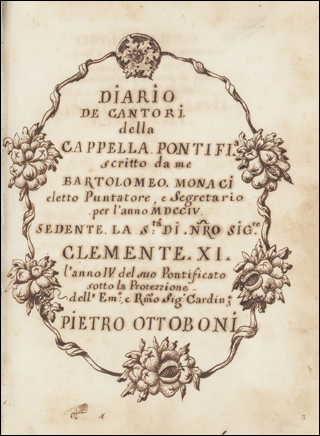 DIARIO
DE CANTORI
della
CAPPELLA PONTIFI.ª
scritto da me
BARTOLOMEO. MONACI
eletto Puntatore, e Segretario
per l'anno MDCCIV.
SEDENTE. LA S.tà DI NRO SIG.re
CLEMENTE. XI.
l'anno IV del suo Pontificato
sotto la Protezzione
dell' Em.º e Rmo Sig.r Cardin.e
PIETRO OTTOBONI
3